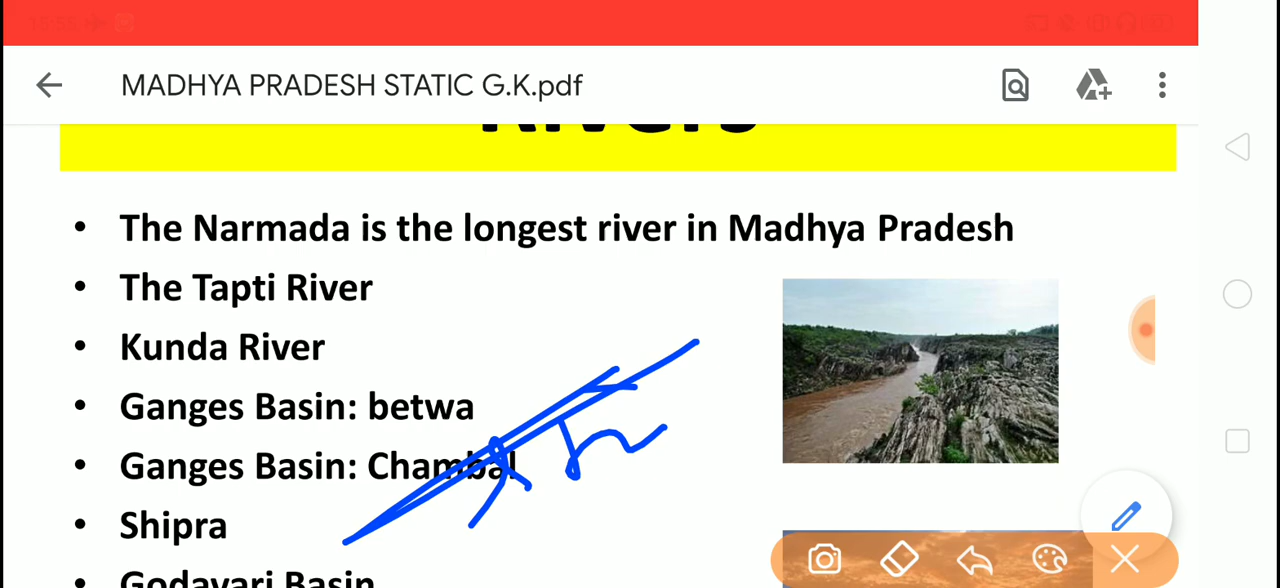 MADHYA PRADESH STATIC G.K.pdf
• The Narmada is the longest river in Madhya Pradesh
• The Tapti River
• Kunda River
• Ganges Basin: betwa
• Ganges Basin: Chambal
• Shipra
• Godavari Basin